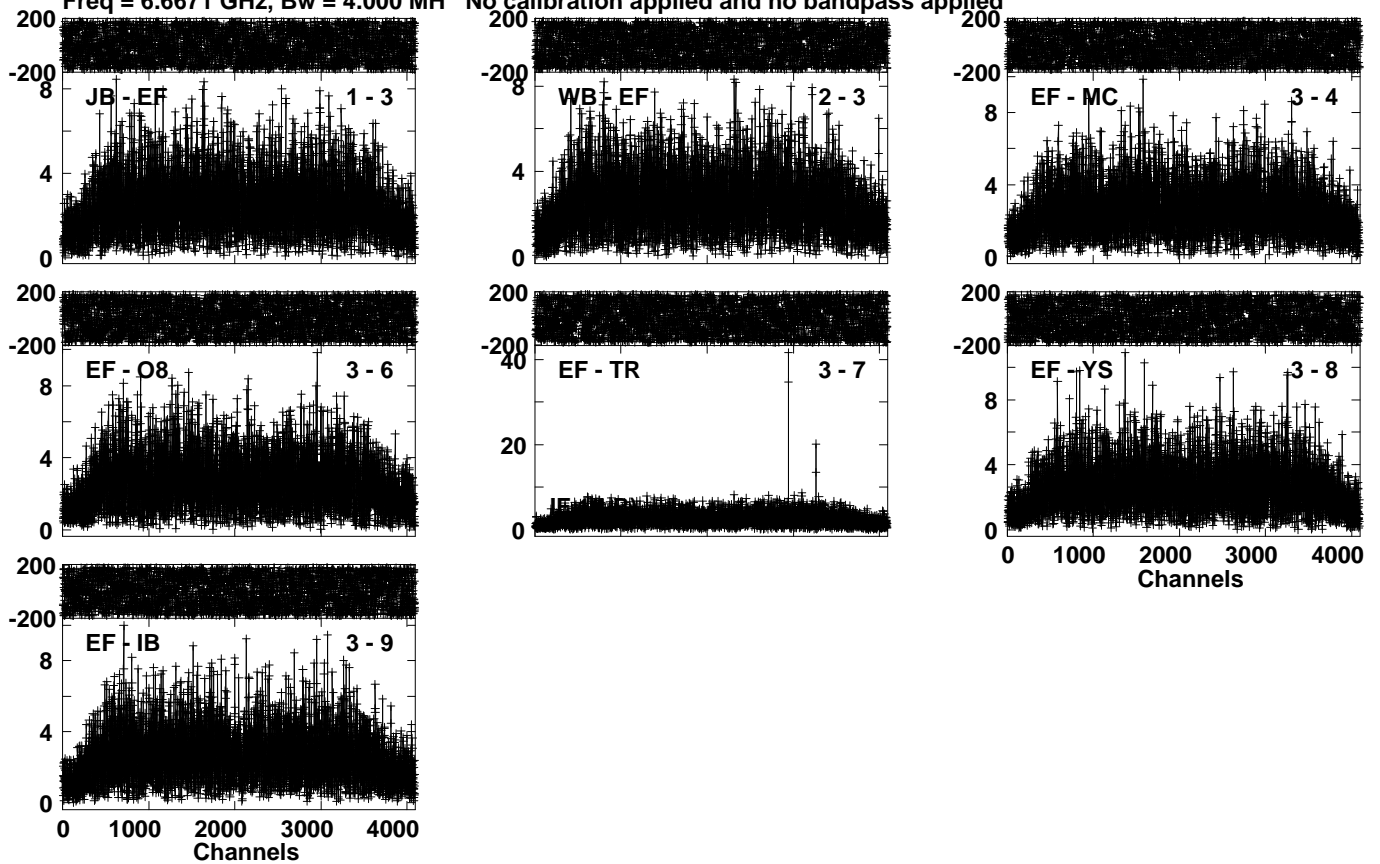 Freq = 6.6671 GHz, Bw = 4.000 MH No calibration applied and no bandpass applied
200 200 200
-200 -200 -200
8 JB - EF 1 - 3 8 WB - EF 2 - 3 EF - MC 3 - 4
8
4 4 4
0 0 0
200 200 200
-200 -200 -200
EF - O8 3 - 6 40 EF - TR 3 - 7 EF - YS 3 - 8
8 20 8
4 4
0 0 0
0 1000 2000 3000 4000
Channels
200
-200
EF - IB 3 - 9
8
4
0
0 1000 2000 3000 4000
Channels